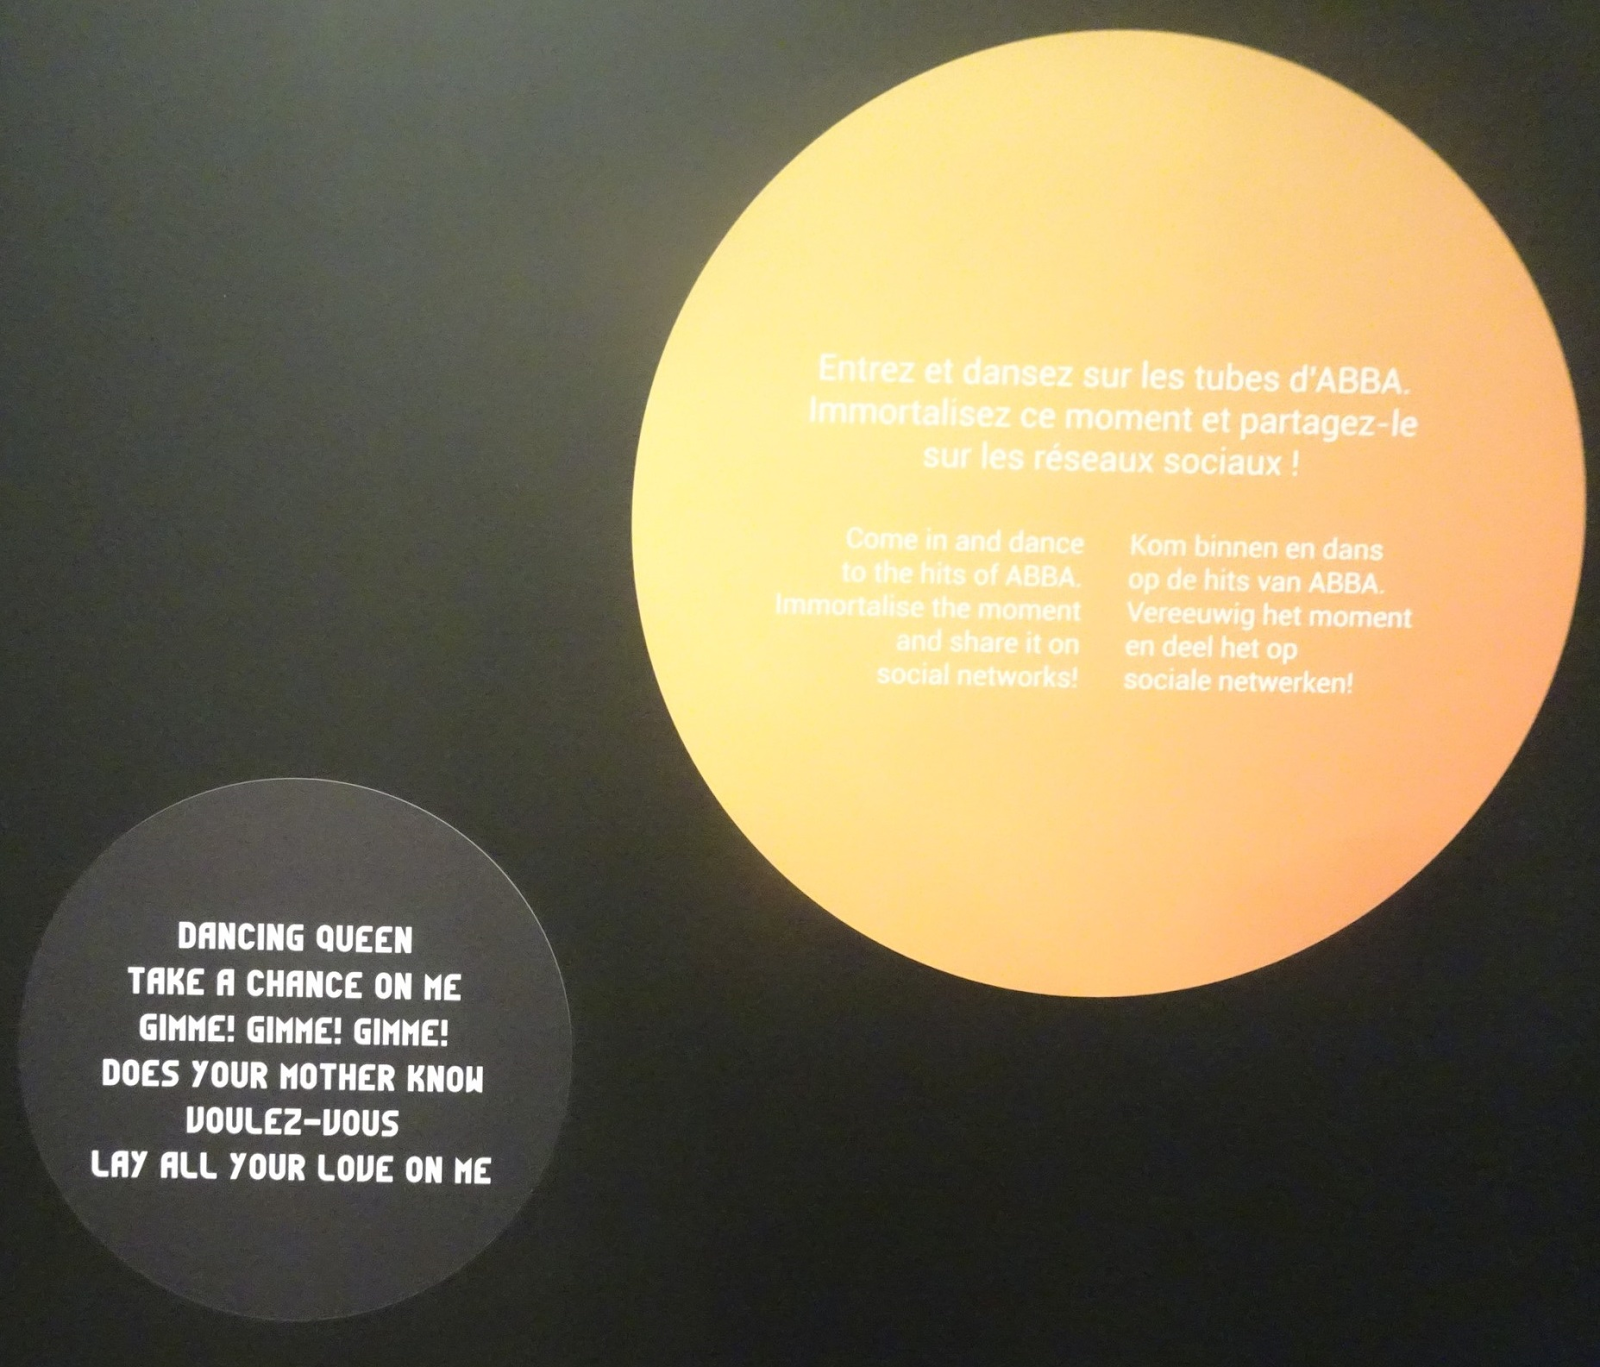 Entrez et dansez sur les tubes d'ABBA.
Immortalisez ce moment et partagez-le
sur les réseaux sociaux !
Come in and dance
to the hits of ABBA.
Immortalise the moment
and share it on
social networks!
Kom binnen en dans
op de hits van ABBA.
Vereeuwig het moment
en deel het op
sociale netwerken!
DANCING QUEEN
TAKE A CHANCE ON ME
GIMME! GIMME! GIMME!
DOES YOUR MOTHER KNOW
VOULEZ-VOUS
LAY ALL YOUR LOVE ON ME